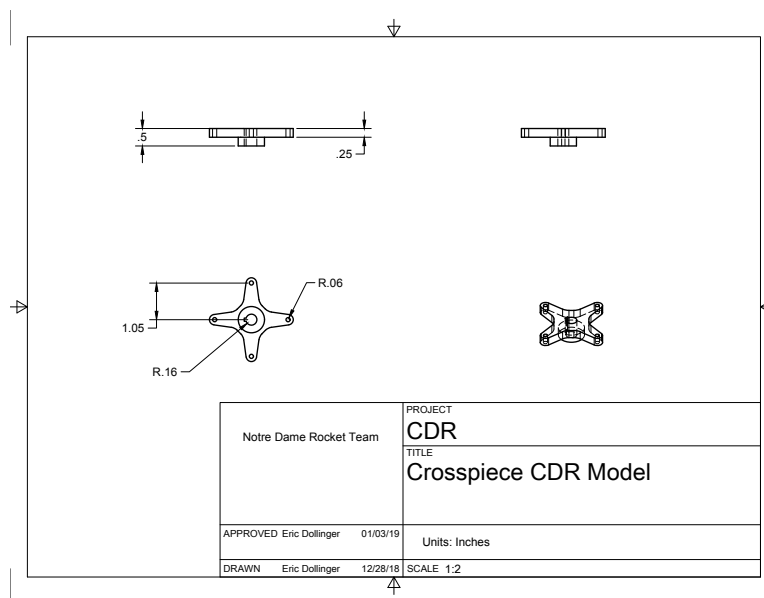 .5
.25
R.06
1.05
R.16
Notre Dame Rocket Team
PROJECT
CDR
TITLE
Crosspiece CDR Model
APPROVED Eric Dollinger 01/03/19
Units: Inches
DRAWN Eric Dollinger 12/28/18
SCALE 1:2